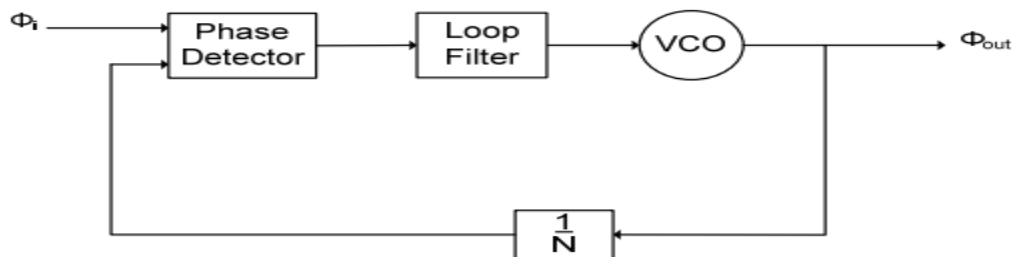 Φi
Phase
Detector
Loop
Filter
VCO
Φout
1
N